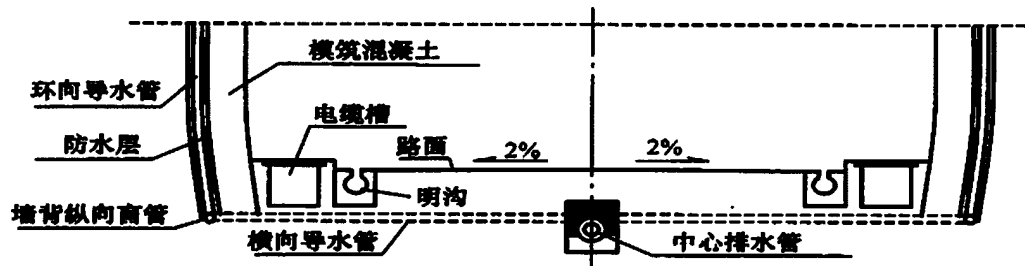 模筑混凝土
环向导水管
电缆槽
防水层
路面
2%
2%
明沟
墙背纵向盲管
横向导水管
中心排水管